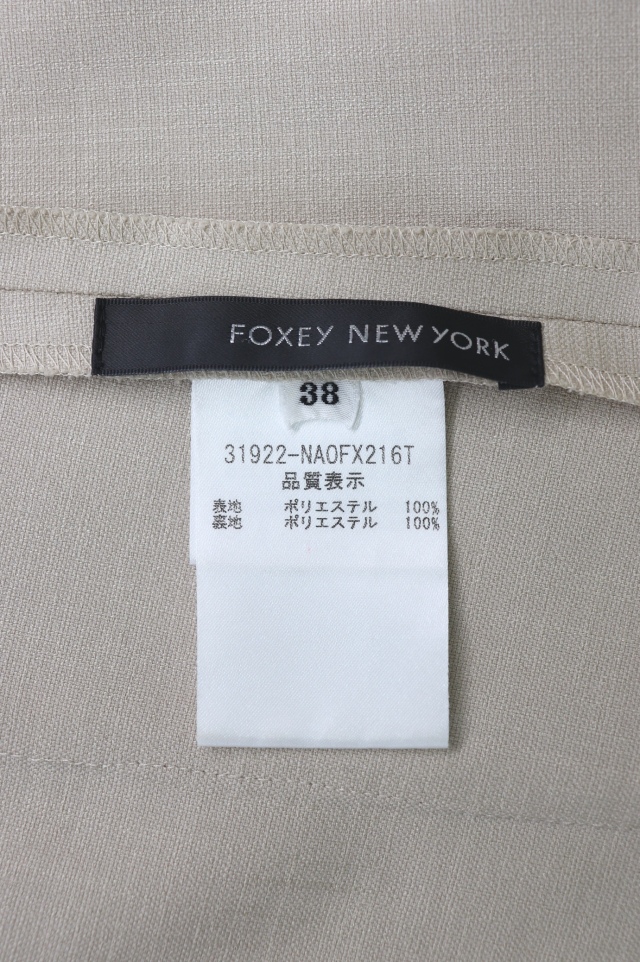 FOXEY NEW YORK
38
31922-NAOFX216T
品質表示
表地 ポリエステル 100%
裏地 ポリエステル 100%